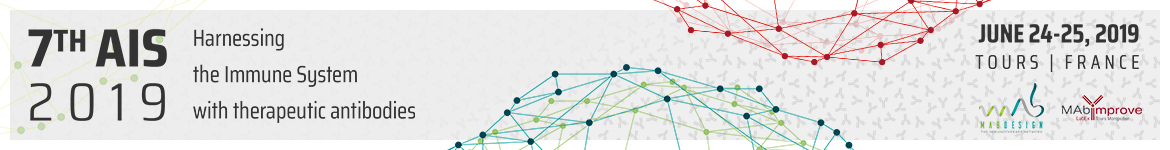 7TH AIS
2019
Harnessing
the Immune System
with therapeutic antibodies
JUNE 24-25, 2019
TOURS | FRANCE
MABDESIGN
MAbImprove